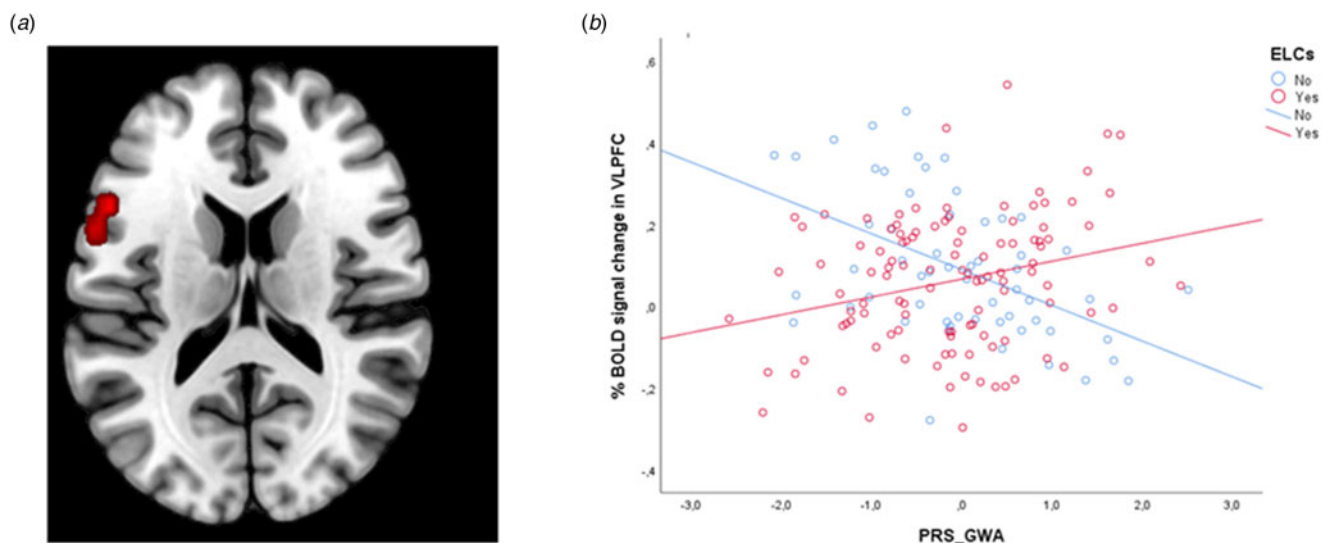 (a)
(b)
% BOLD signal change in VLPFC
,6
,4
,2
,0
-,2
-,4
-3,0 -2,0 -1,0 ,0 1,0 2,0 3,0
PRS_GWA
ELCs
No
Yes
No
Yes